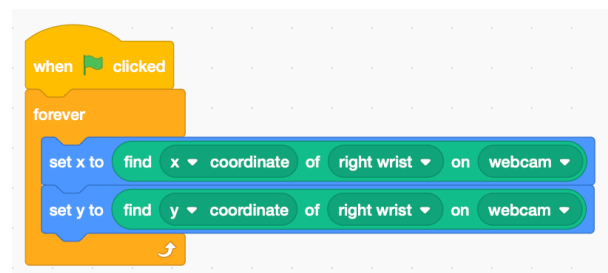 when clicked
forever
set x to find x coordinate of right wrist on webcam
set y to find y coordinate of right wrist on webcam